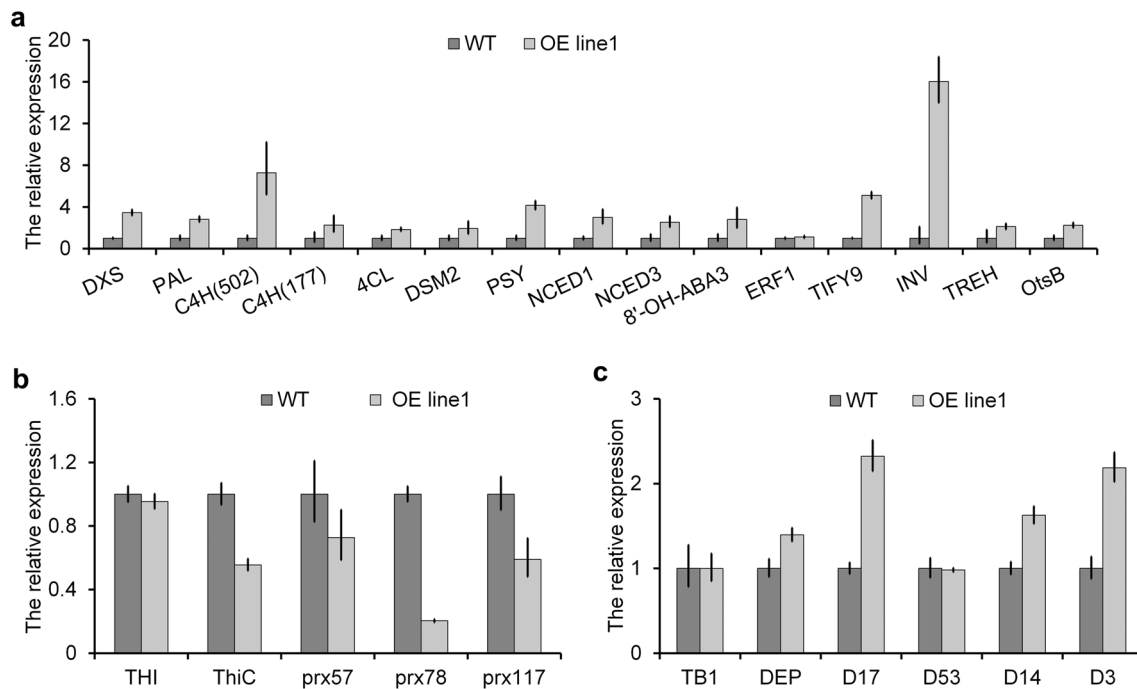 a
WT OE line1
The relative expression
20
16
12
8
4
0
DXS PAL C4H(502) C4H(177) 4CL DSM2 PSY NCED1 NCED3 8'-OH-ABA3 ERF1 TIFY9 INV TREH OtsB
b
WT OE line1
The relative expression
1.6
1.2
0.8
0.4
0
THI ThiC prx57 prx78 prx117
c
WT OE line1
The relative expression
3
2
1
0
TB1 DEP D17 D53 D14 D3